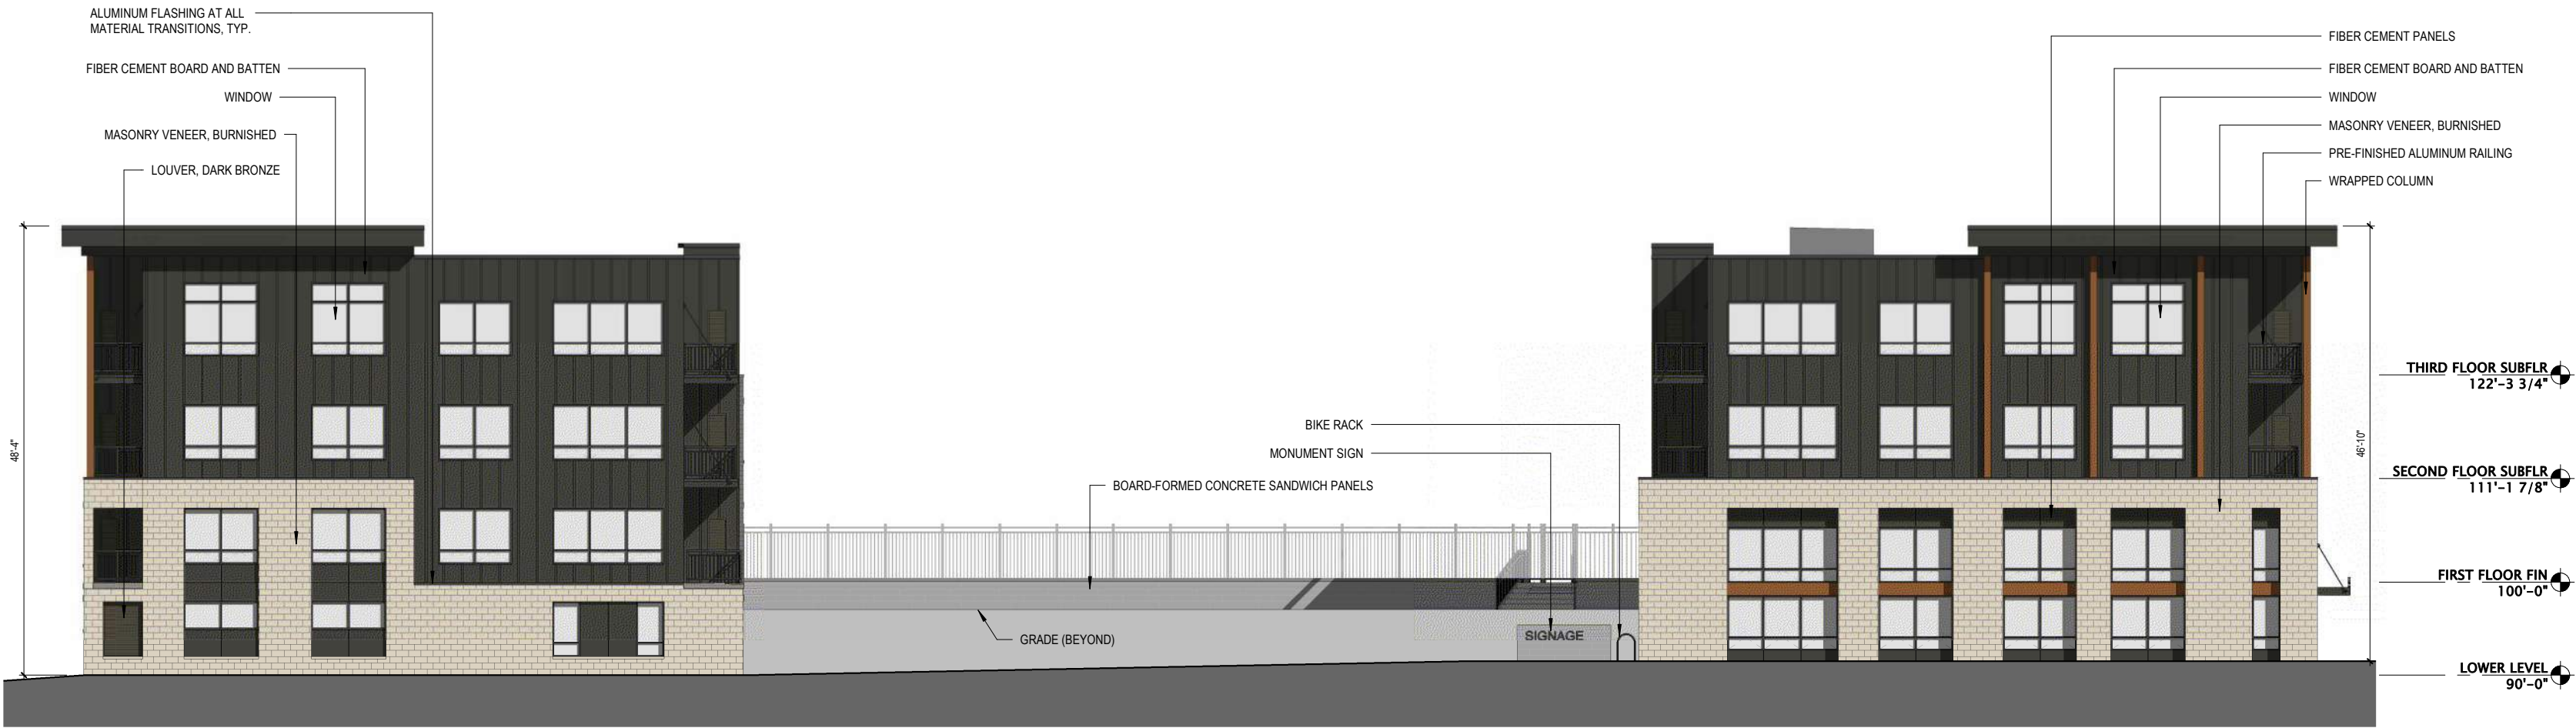 ALUMINUM FLASHING AT ALL
MATERIAL TRANSITIONS, TYP.
FIBER CEMENT BOARD AND BATTEN
WINDOW
MASONRY VENEER, BURNISHED
LOUVER, DARK BRONZE
FIBER CEMENT PANELS
FIBER CEMENT BOARD AND BATTEN
WINDOW
MASONRY VENEER, BURNISHED
PRE-FINISHED ALUMINUM RAILING
WRAPPED COLUMN
48'-4"
BIKE RACK
MONUMENT SIGN
BOARD-FORMED CONCRETE SANDWICH PANELS
GRADE (BEYOND)
SIGNAGE
46'-10"
THIRD FLOOR SUBFLR
122'-3 3/4"
SECOND FLOOR SUBFLR
111'-1 7/8"
FIRST FLOOR FIN
100'-0"
LOWER LEVEL
90'-0"